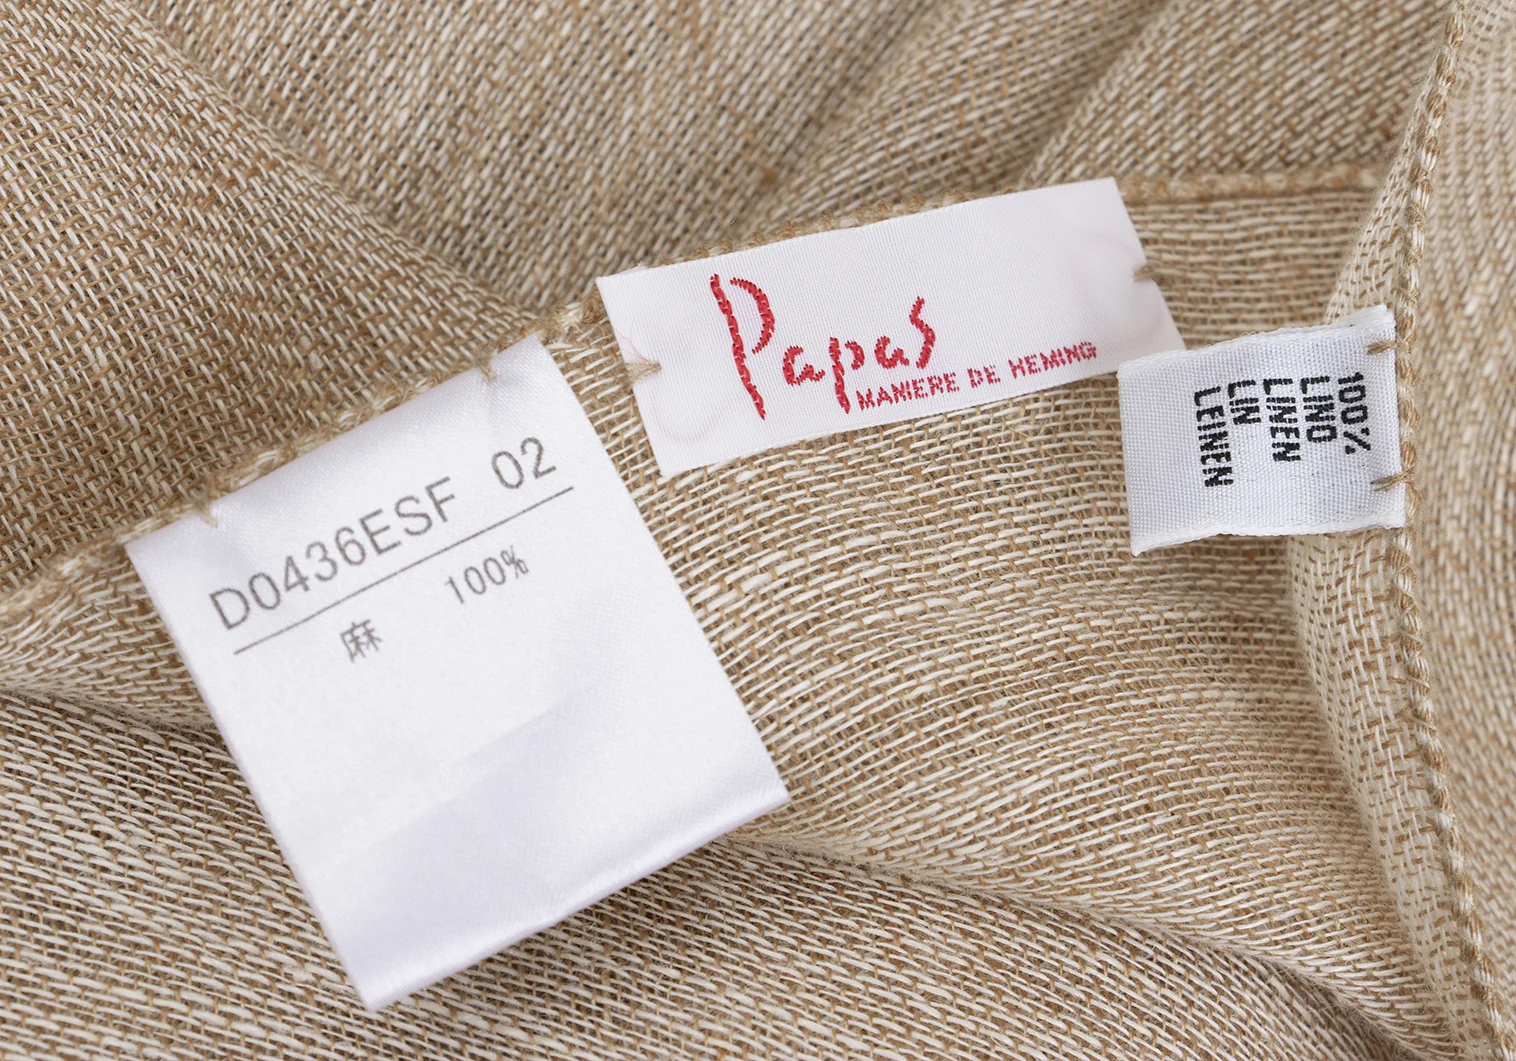 D0436ESF 02
麻 100%
Papas
MANIERE DE HEMING
100%
LINO
LINEN
LIN
LEINEN